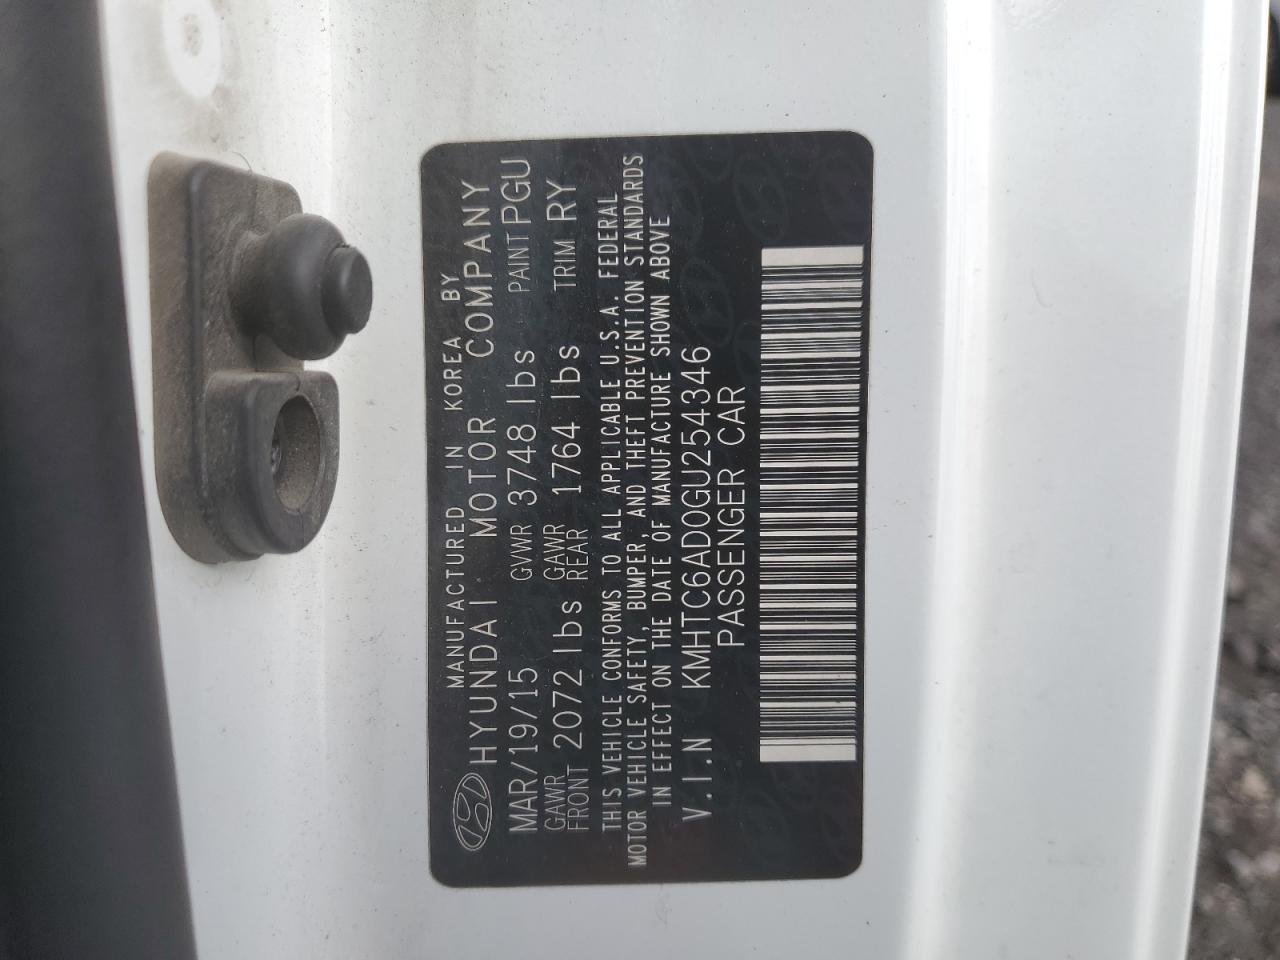 MANUFACTURED IN KOREA BY
HYUNDAI MOTOR COMPANY
MAR/19/15 GVWR 3748 lbs PAINT PGU
GAWR FRONT 2072 lbs GAWR REAR 1764 lbs TRIM RY
THIS VEHICLE CONFORMS TO ALL APPLICABLE U.S.A. FEDERAL
MOTOR VEHICLE SAFETY, BUMPER, AND THEFT PREVENTION STANDARDS
IN EFFECT ON THE DATE OF MANUFACTURE SHOWN ABOVE
V.I.N KMHTC6AD0GU254346
PASSENGER CAR